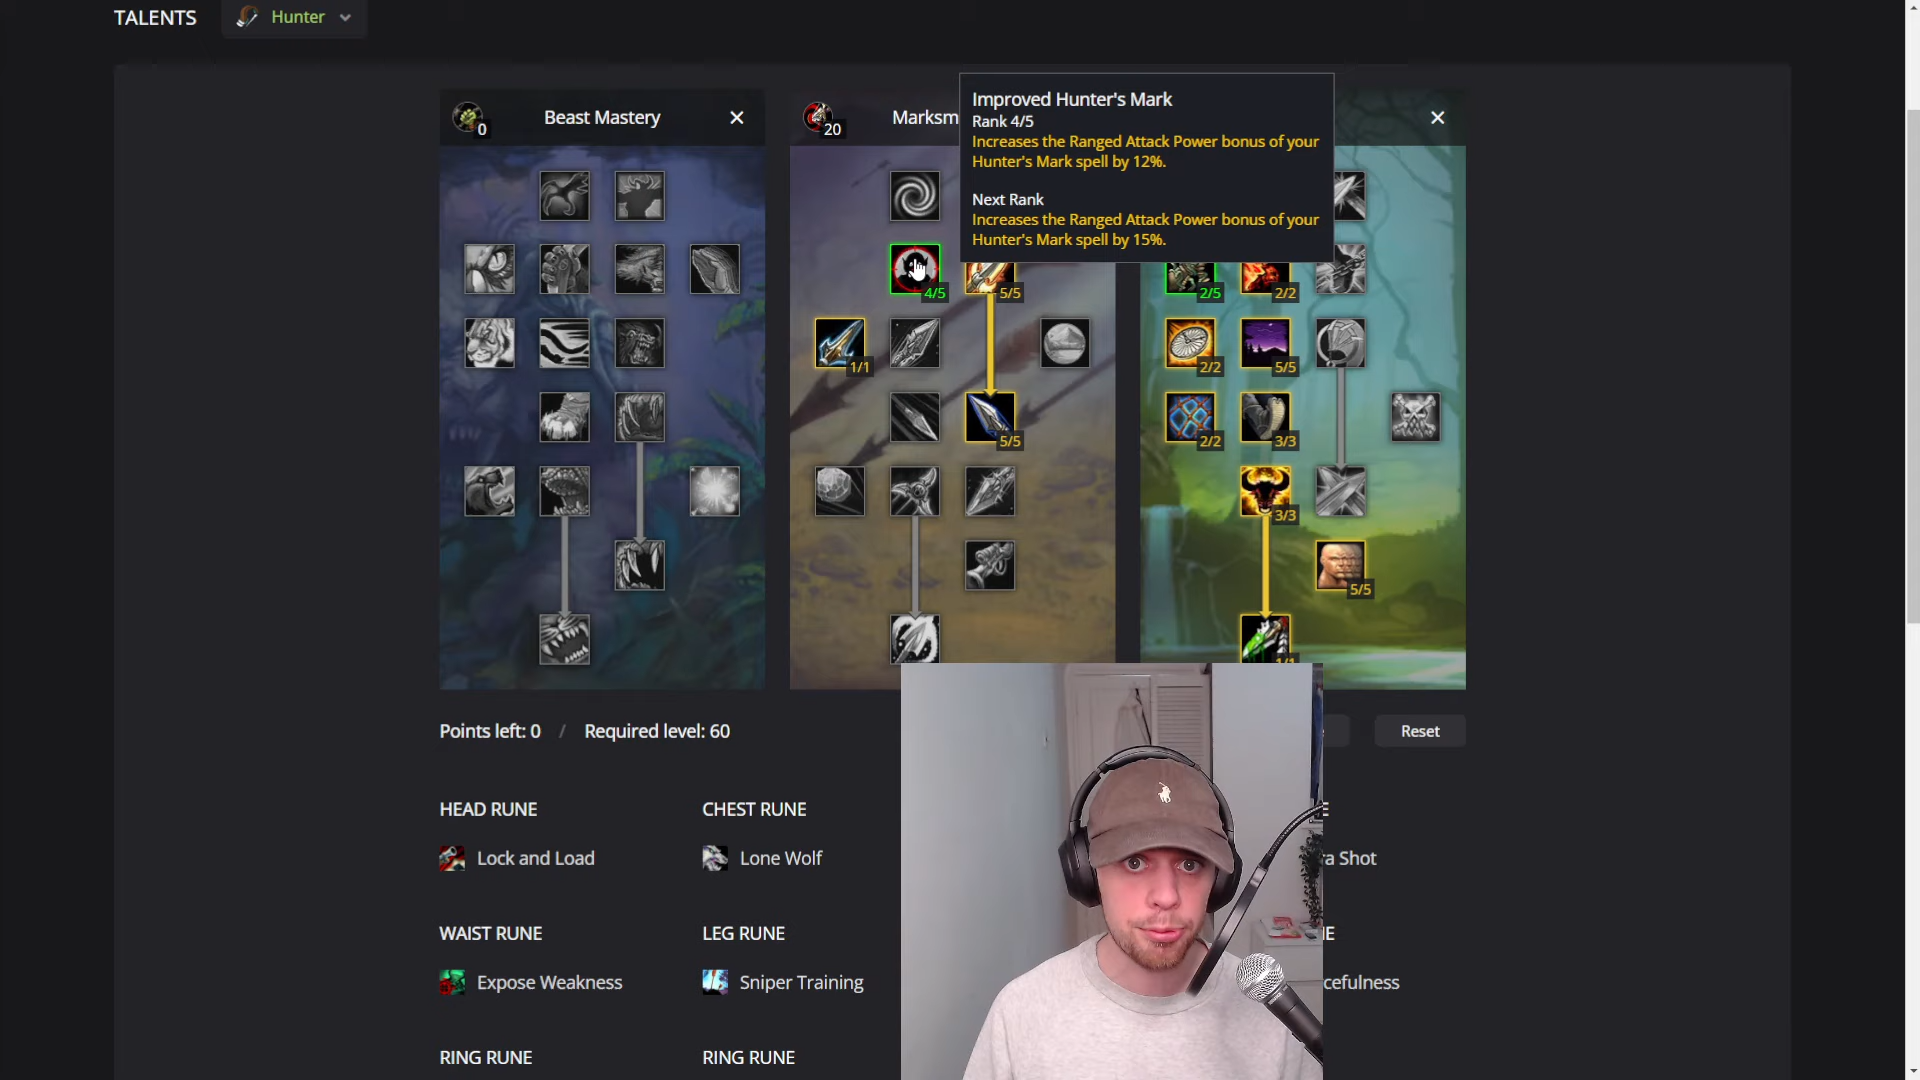 TALENTS
Hunter
0
Beast Mastery
20
Marksm
Improved Hunter's Mark
Rank 4/5
Increases the Ranged Attack Power bonus of your
Hunter's Mark spell by 12%.
Next Rank
Increases the Ranged Attack Power bonus of your
Hunter's Mark spell by 15%.
4/5
5/5
2/5
2/2
1/1
2/2
5/5
5/5
2/2
3/3
3/3
5/5
Points left: 0 / Required level: 60
Reset
HEAD RUNE
CHEST RUNE
Lock and Load
Lone Wolf
a Shot
WAIST RUNE
LEG RUNE
Expose Weakness
Sniper Training
cefulness
RING RUNE
RING RUNE